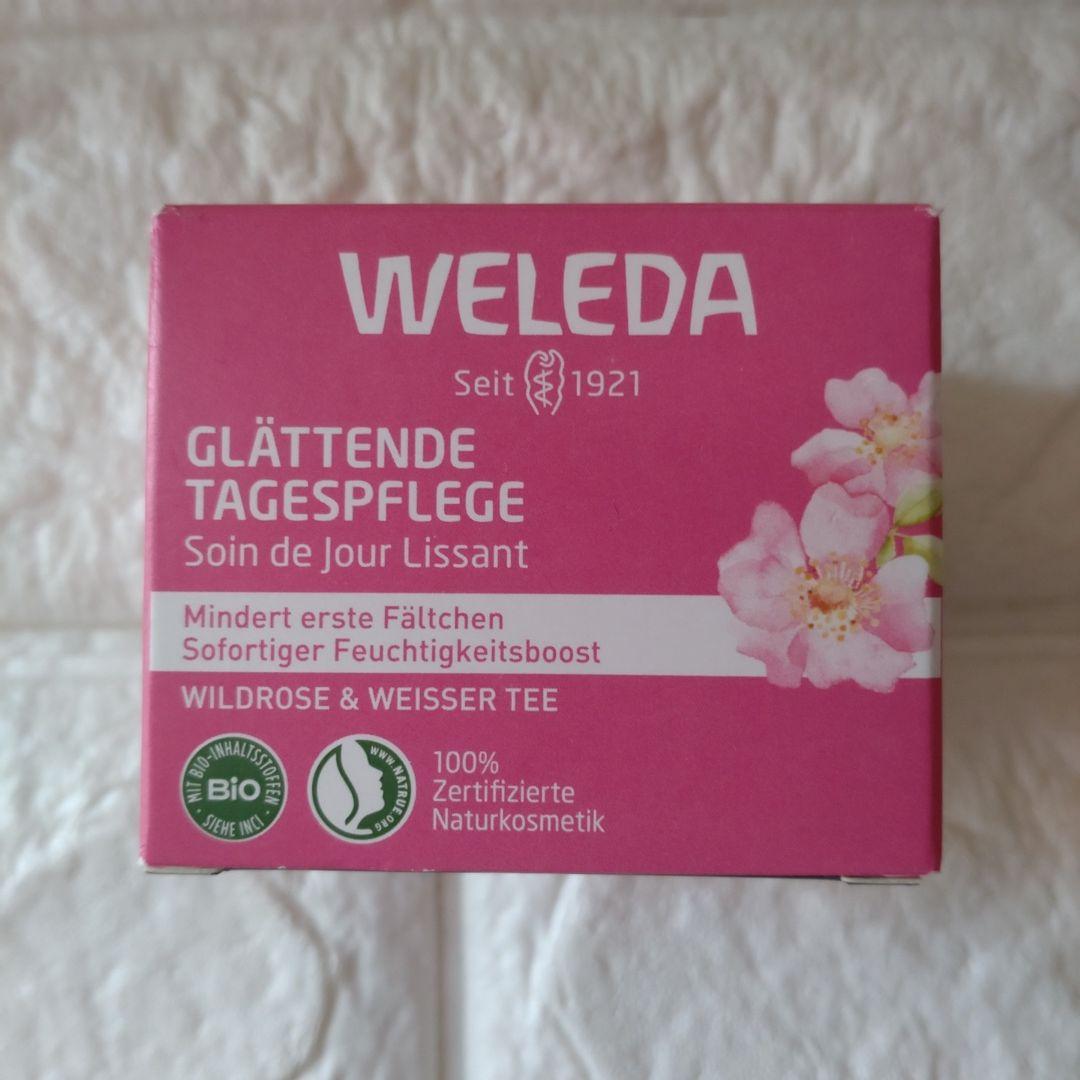 WELEDA
Seit 1921
GLÄTTENDE
TAGESPFLEGE
Soin de Jour Lissant
Mindert erste Fältchen
Sofortiger Feuchtigkeitsboost
WILDROSE & WEISSER TEE
MIT BIO-INHALTSSTOFFEN
BiO
SIEHE INCI
WWW.NATRUE.ORG
100%
Zertifizierte
Naturkosmetik